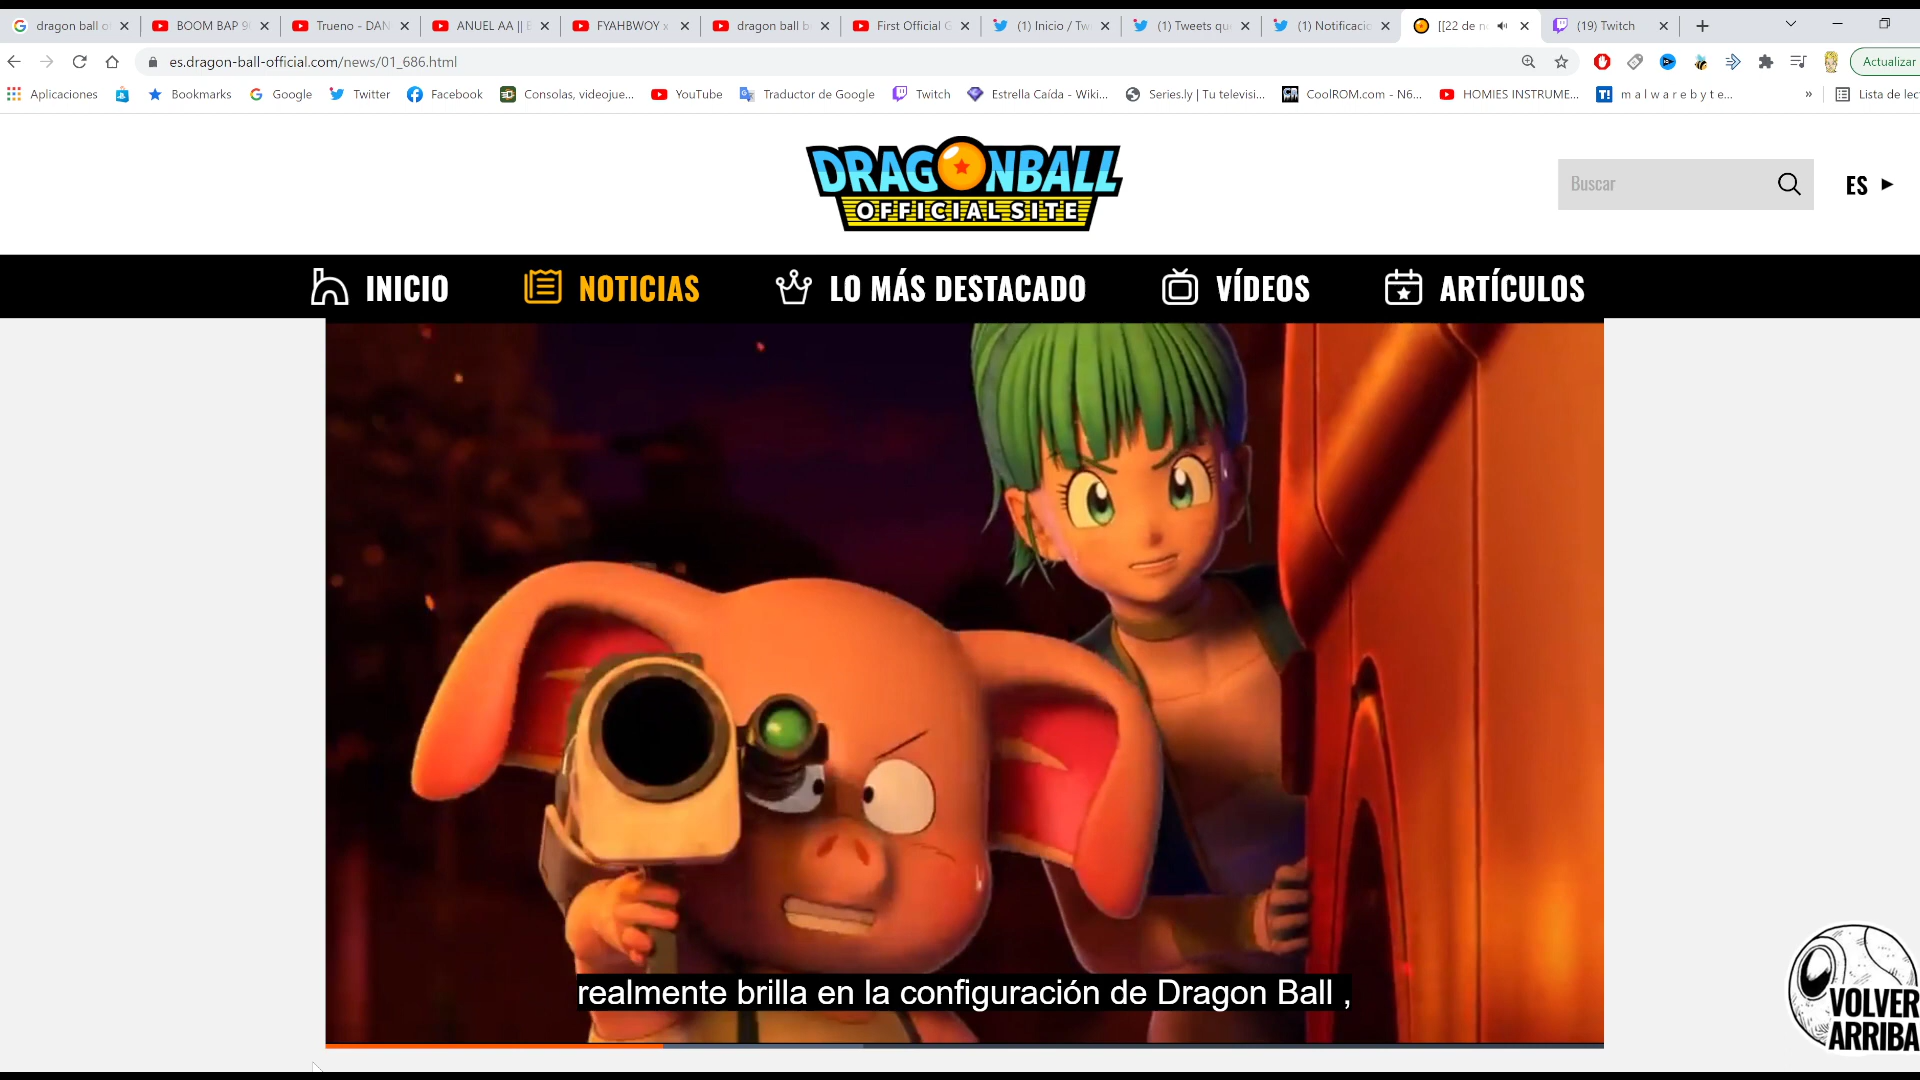 dragon ball o
BOOM BAP 9
Trueno - DAN
ANUEL AA || E
FYAHBWOY x
dragon ball b
First Official G
(1) Inicio / Tw
(1) Tweets qu
(1) Notificacio
[[22 de n
(19) Twitch
es.dragon-ball-official.com/news/01_686.html
Actualizar
Aplicaciones
Bookmarks
Google
Twitter
Facebook
Consolas, videojue...
YouTube
Traductor de Google
Twitch
Estrella Caída - Wiki...
Series.ly | Tu televisi...
CoolROM.com - N6...
HOMIES INSTRUME...
m a l w a r e b y t e...
»
Lista de lec
DRAGONBALL
OFFICIAL SITE
Buscar
ES
INICIO
NOTICIAS
LO MÁS DESTACADO
VÍDEOS
ARTÍCULOS
realmente brilla en la configuración de Dragon Ball ,
VOLVER
ARRIBA